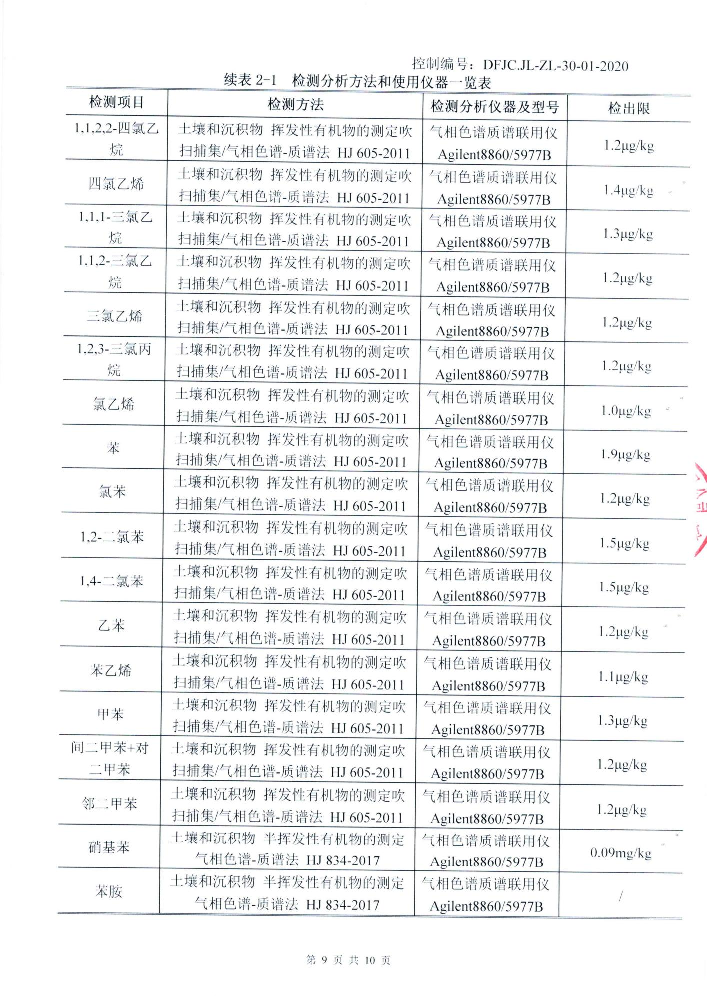 控制编号：DFJC.JL-ZL-30-01-2020
续表 2-1 检测分析方法和使用仪器一览表
检测项目 检测方法 检测分析仪器及型号 检出限
1,1,2,2-四氯乙烷 土壤和沉积物 挥发性有机物的测定吹扫捕集/气相色谱-质谱法 HJ 605-2011 气相色谱质谱联用仪 Agilent8860/5977B 1.2μg/kg
四氯乙烯 土壤和沉积物 挥发性有机物的测定吹扫捕集/气相色谱-质谱法 HJ 605-2011 气相色谱质谱联用仪 Agilent8860/5977B 1.4μg/kg
1,1,1-三氯乙烷 土壤和沉积物 挥发性有机物的测定吹扫捕集/气相色谱-质谱法 HJ 605-2011 气相色谱质谱联用仪 Agilent8860/5977B 1.3μg/kg
1,1,2-三氯乙烷 土壤和沉积物 挥发性有机物的测定吹扫捕集/气相色谱-质谱法 HJ 605-2011 气相色谱质谱联用仪 Agilent8860/5977B 1.2μg/kg
三氯乙烯 土壤和沉积物 挥发性有机物的测定吹扫捕集/气相色谱-质谱法 HJ 605-2011 气相色谱质谱联用仪 Agilent8860/5977B 1.2μg/kg
1,2,3-三氯丙烷 土壤和沉积物 挥发性有机物的测定吹扫捕集/气相色谱-质谱法 HJ 605-2011 气相色谱质谱联用仪 Agilent8860/5977B 1.2μg/kg
氯乙烯 土壤和沉积物 挥发性有机物的测定吹扫捕集/气相色谱-质谱法 HJ 605-2011 气相色谱质谱联用仪 Agilent8860/5977B 1.0μg/kg
苯 土壤和沉积物 挥发性有机物的测定吹扫捕集/气相色谱-质谱法 HJ 605-2011 气相色谱质谱联用仪 Agilent8860/5977B 1.9μg/kg
氯苯 土壤和沉积物 挥发性有机物的测定吹扫捕集/气相色谱-质谱法 HJ 605-2011 气相色谱质谱联用仪 Agilent8860/5977B 1.2μg/kg
1,2-二氯苯 土壤和沉积物 挥发性有机物的测定吹扫捕集/气相色谱-质谱法 HJ 605-2011 气相色谱质谱联用仪 Agilent8860/5977B 1.5μg/kg
1,4-二氯苯 土壤和沉积物 挥发性有机物的测定吹扫捕集/气相色谱-质谱法 HJ 605-2011 气相色谱质谱联用仪 Agilent8860/5977B 1.5μg/kg
乙苯 土壤和沉积物 挥发性有机物的测定吹扫捕集/气相色谱-质谱法 HJ 605-2011 气相色谱质谱联用仪 Agilent8860/5977B 1.2μg/kg
苯乙烯 土壤和沉积物 挥发性有机物的测定吹扫捕集/气相色谱-质谱法 HJ 605-2011 气相色谱质谱联用仪 Agilent8860/5977B 1.1μg/kg
甲苯 土壤和沉积物 挥发性有机物的测定吹扫捕集/气相色谱-质谱法 HJ 605-2011 气相色谱质谱联用仪 Agilent8860/5977B 1.3μg/kg
间二甲苯+对二甲苯 土壤和沉积物 挥发性有机物的测定吹扫捕集/气相色谱-质谱法 HJ 605-2011 气相色谱质谱联用仪 Agilent8860/5977B 1.2μg/kg
邻二甲苯 土壤和沉积物 挥发性有机物的测定吹扫捕集/气相色谱-质谱法 HJ 605-2011 气相色谱质谱联用仪 Agilent8860/5977B 1.2μg/kg
硝基苯 土壤和沉积物 半挥发性有机物的测定 气相色谱-质谱法 HJ 834-2017 气相色谱质谱联用仪 Agilent8860/5977B 0.09mg/kg
苯胺 土壤和沉积物 半挥发性有机物的测定 气相色谱-质谱法 HJ 834-2017 气相色谱质谱联用仪 Agilent8860/5977B /
第 9 页 共 10 页